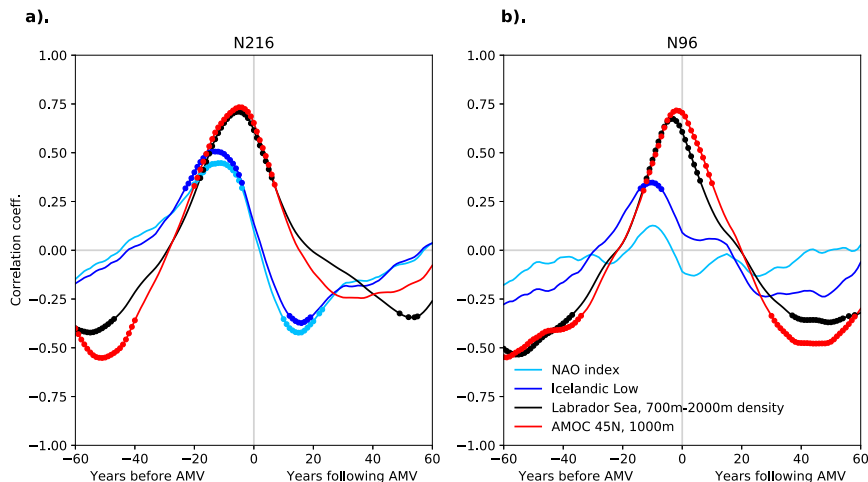 a).
N216
1.00
0.75
0.50
0.25
0.00
−0.25
−0.50
−0.75
−1.00
Correlation coeff.
−60 −40 −20 0 20 40 60
Years before AMV Years following AMV
b).
N96
1.00
0.75
0.50
0.25
0.00
−0.25
−0.50
−0.75
−1.00
NAO index
Icelandic Low
Labrador Sea, 700m-2000m density
AMOC 45N, 1000m
−60 −40 −20 0 20 40 60
Years before AMV Years following AMV